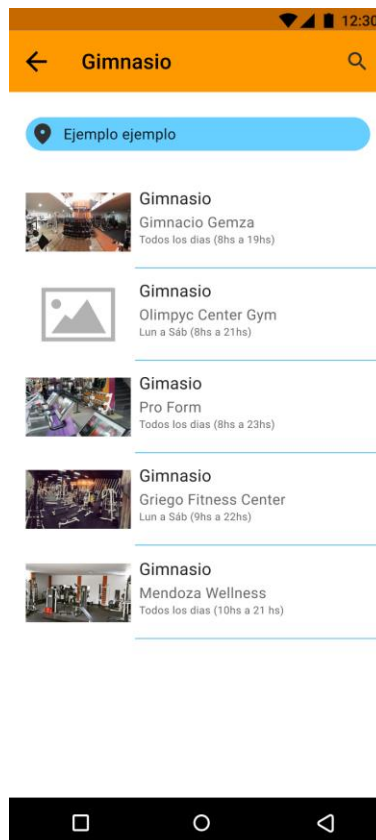 12:30
Gimnasio
Ejemplo ejemplo
Gimnasio
Gimnacio Gemza
Todos los dias (8hs a 19hs)
Gimnasio
Olimpyc Center Gym
Lun a Sáb (8hs a 21hs)
Gimasio
Pro Form
Todos los dias (8hs a 23hs)
Gimnasio
Griego Fitness Center
Lun a Sáb (9hs a 22hs)
Gimnasio
Mendoza Wellness
Todos los dias (10hs a 21 hs)